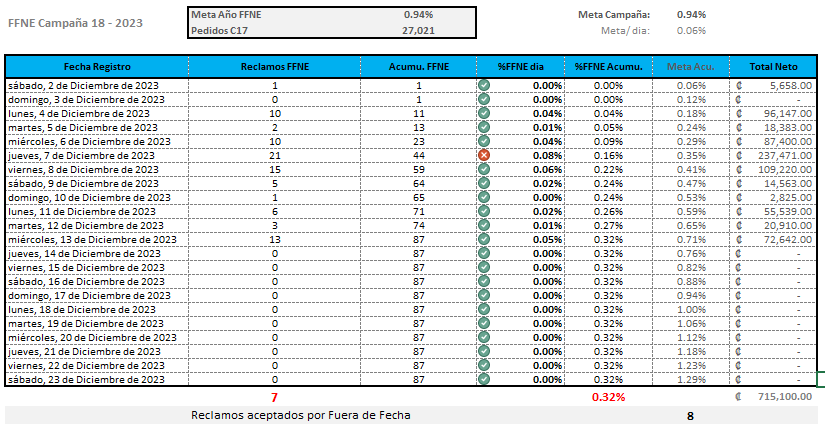 FFNE Campaña 18 - 2023
Meta Año FFNE 0.94%
Pedidos C17 27,021
Meta Campaña: 0.94%
Meta/ dia: 0.06%
Fecha Registro Reclamos FFNE Acumu. FFNE %FFNE dia %FFNE Acumu. Meta Acu. Total Neto
sábado, 2 de Diciembre de 2023 1 1 0.00% 0.00% 0.06% ₡ 5,658.00
domingo, 3 de Diciembre de 2023 0 1 0.00% 0.00% 0.12% ₡ -
lunes, 4 de Diciembre de 2023 10 11 0.04% 0.04% 0.18% ₡ 96,147.00
martes, 5 de Diciembre de 2023 2 13 0.01% 0.05% 0.24% ₡ 18,383.00
miércoles, 6 de Diciembre de 2023 10 23 0.04% 0.09% 0.29% ₡ 87,400.00
jueves, 7 de Diciembre de 2023 21 44 0.08% 0.16% 0.35% ₡ 237,471.00
viernes, 8 de Diciembre de 2023 15 59 0.06% 0.22% 0.41% ₡ 109,220.00
sábado, 9 de Diciembre de 2023 5 64 0.02% 0.24% 0.47% ₡ 14,563.00
domingo, 10 de Diciembre de 2023 1 65 0.00% 0.24% 0.53% ₡ 2,825.00
lunes, 11 de Diciembre de 2023 6 71 0.02% 0.26% 0.59% ₡ 55,539.00
martes, 12 de Diciembre de 2023 3 74 0.01% 0.27% 0.65% ₡ 20,910.00
miércoles, 13 de Diciembre de 2023 13 87 0.05% 0.32% 0.71% ₡ 72,642.00
jueves, 14 de Diciembre de 2023 0 87 0.00% 0.32% 0.76% ₡ -
viernes, 15 de Diciembre de 2023 0 87 0.00% 0.32% 0.82% ₡ -
sábado, 16 de Diciembre de 2023 0 87 0.00% 0.32% 0.88% ₡ -
domingo, 17 de Diciembre de 2023 0 87 0.00% 0.32% 0.94% ₡ -
lunes, 18 de Diciembre de 2023 0 87 0.00% 0.32% 1.00% ₡ -
martes, 19 de Diciembre de 2023 0 87 0.00% 0.32% 1.06% ₡ -
miércoles, 20 de Diciembre de 2023 0 87 0.00% 0.32% 1.12% ₡ -
jueves, 21 de Diciembre de 2023 0 87 0.00% 0.32% 1.18% ₡ -
viernes, 22 de Diciembre de 2023 0 87 0.00% 0.32% 1.23% ₡ -
sábado, 23 de Diciembre de 2023 0 87 0.00% 0.32% 1.29% ₡ -
7 0.32% ₡ 715,100.00
Reclamos aceptados por Fuera de Fecha 8